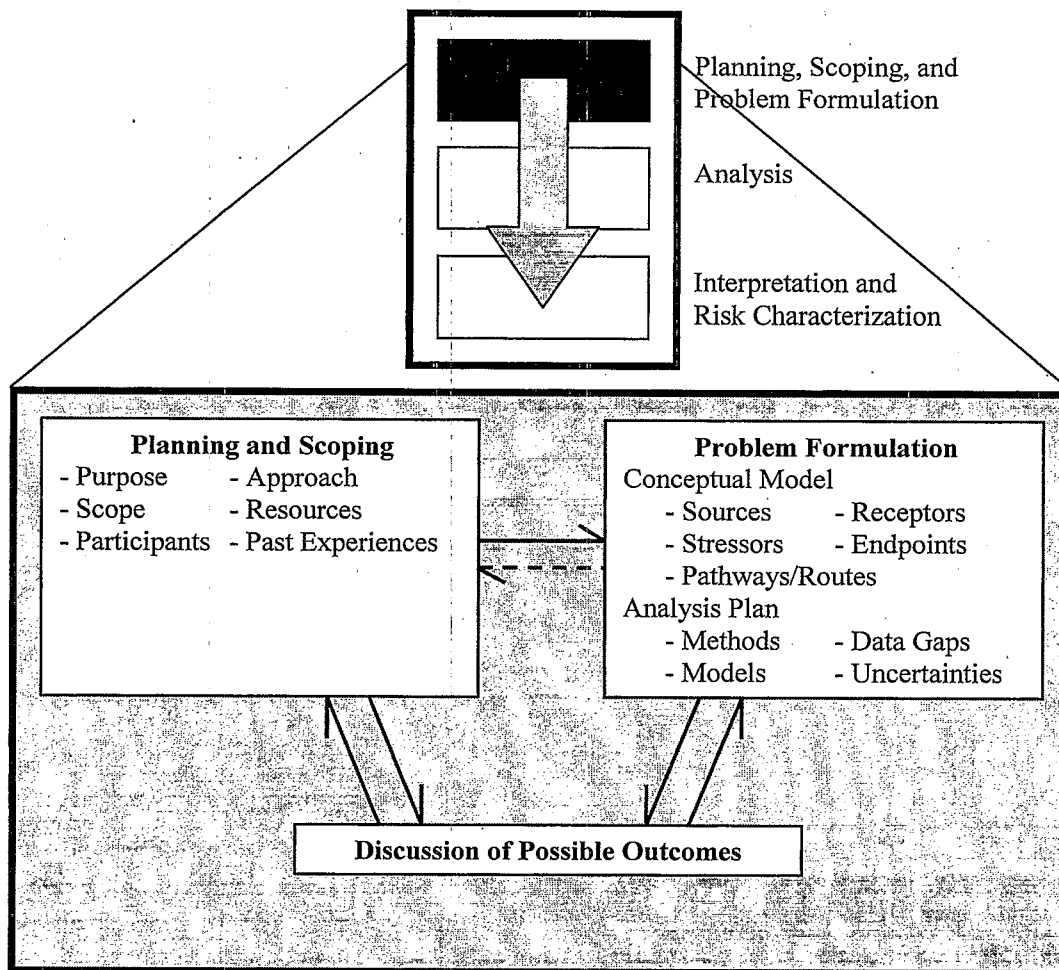 Planning, Scoping, and
Problem Formulation
Analysis
Interpretation and
Risk Characterization
Planning and Scoping
- Purpose - Approach
- Scope - Resources
- Participants - Past Experiences
Problem Formulation
Conceptual Model
- Sources - Receptors
- Stressors - Endpoints
- Pathways/Routes
Analysis Plan
- Methods - Data Gaps
- Models - Uncertainties
Discussion of Possible Outcomes